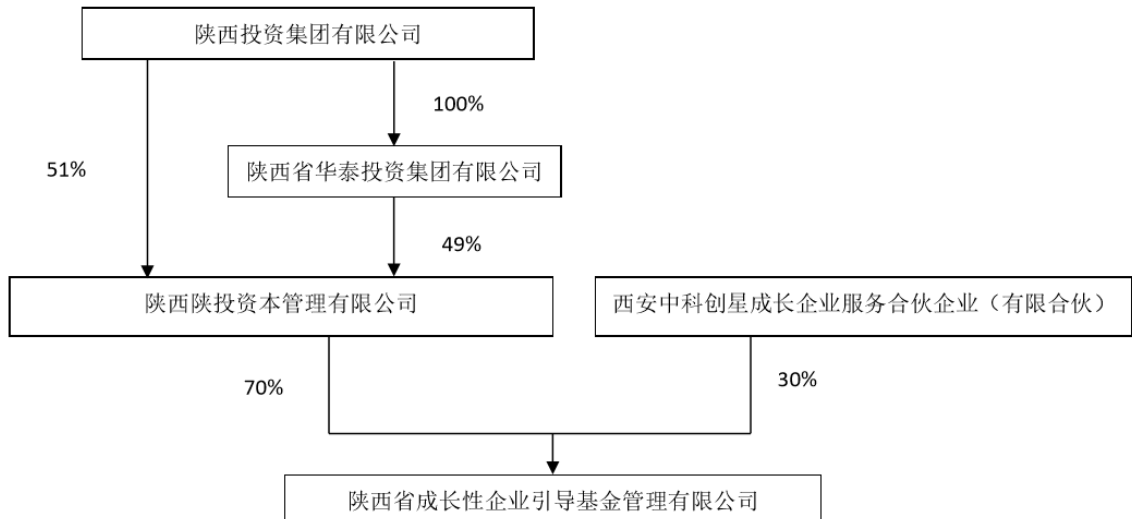 陕西投资集团有限公司
100%
51%
陕西省华泰投资集团有限公司
49%
陕西陕投资本管理有限公司
西安中科创星成长企业服务合伙企业（有限合伙）
70%
30%
陕西省成长性企业引导基金管理有限公司